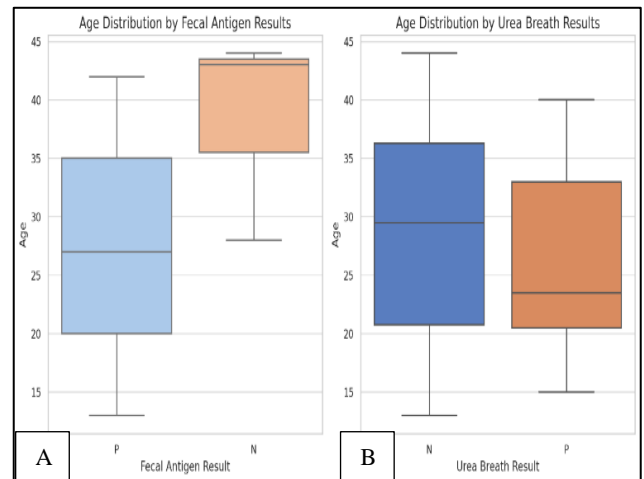 Age Distribution by Fecal Antigen Results
45
40
35
30
25
20
15
Age
P N
Fecal Antigen Result
A
Age Distribution by Urea Breath Results
45
40
35
30
25
20
15
Age
N P
Urea Breath Result
B